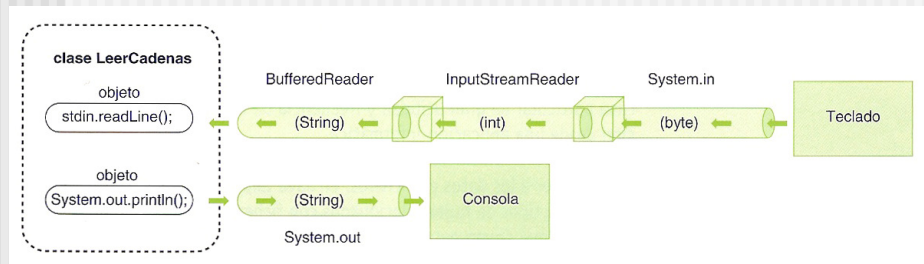 clase LeerCadenas
objeto
stdin.readLine();
BufferedReader
InputStreamReader
System.in
(String)
(int)
(byte)
Teclado
objeto
System.out.println();
(String)
System.out
Consola